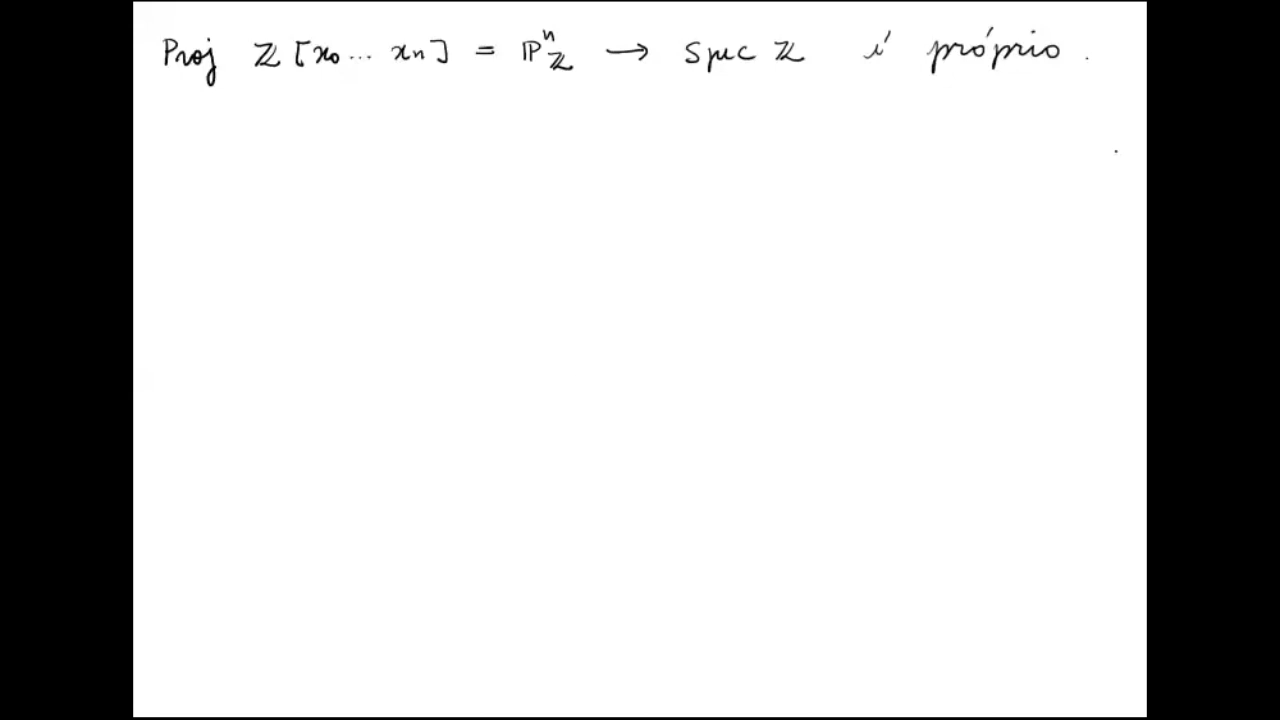 Proj ℤ[x₀ ... xₙ] = ℙⁿ_ℤ → Spec ℤ é próprio.